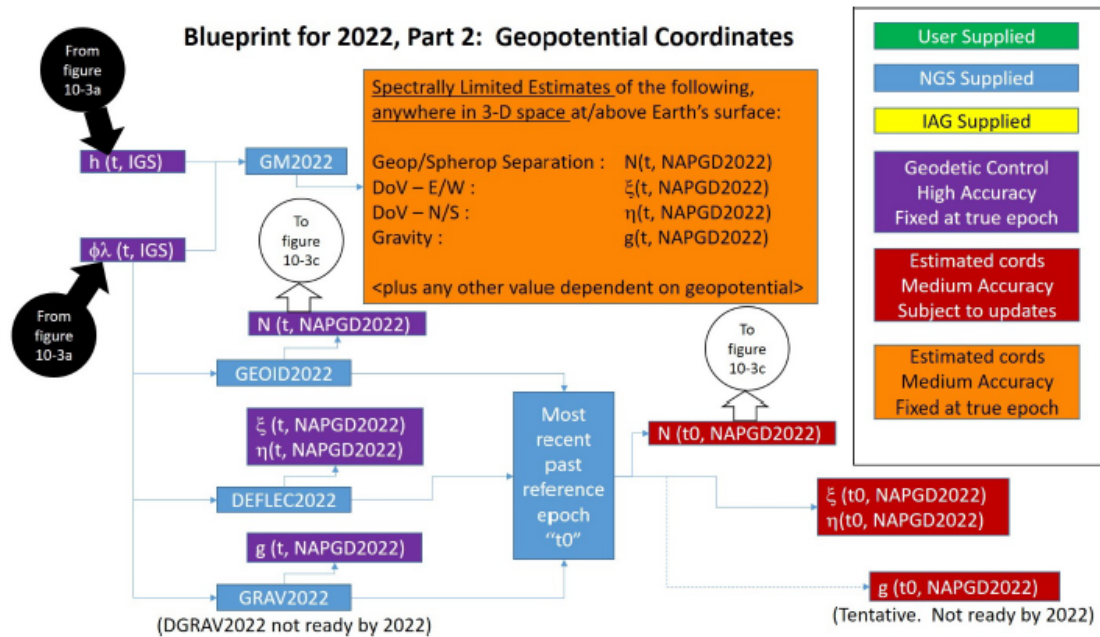 Blueprint for 2022, Part 2: Geopotential Coordinates
From
figure
10-3a
h (t, IGS)
ϕλ (t, IGS)
From
figure
10-3a
GM2022
Spectrally Limited Estimates of the following,
anywhere in 3-D space at/above Earth's surface:
Geop/Spherop Separation : N(t, NAPGD2022)
DoV – E/W : ξ(t, NAPGD2022)
DoV – N/S : η(t, NAPGD2022)
Gravity : g(t, NAPGD2022)
<plus any other value dependent on geopotential>
To
figure
10-3c
N (t, NAPGD2022)
GEOID2022
ξ (t, NAPGD2022)
η(t, NAPGD2022)
DEFLEC2022
g (t, NAPGD2022)
GRAV2022
(DGRAV2022 not ready by 2022)
Most
recent
past
reference
epoch
"t0"
To
figure
10-3c
N (t0, NAPGD2022)
ξ (t0, NAPGD2022)
η(t0, NAPGD2022)
g (t0, NAPGD2022)
(Tentative. Not ready by 2022)
User Supplied
NGS Supplied
IAG Supplied
Geodetic Control
High Accuracy
Fixed at true epoch
Estimated cords
Medium Accuracy
Subject to updates
Estimated cords
Medium Accuracy
Fixed at true epoch